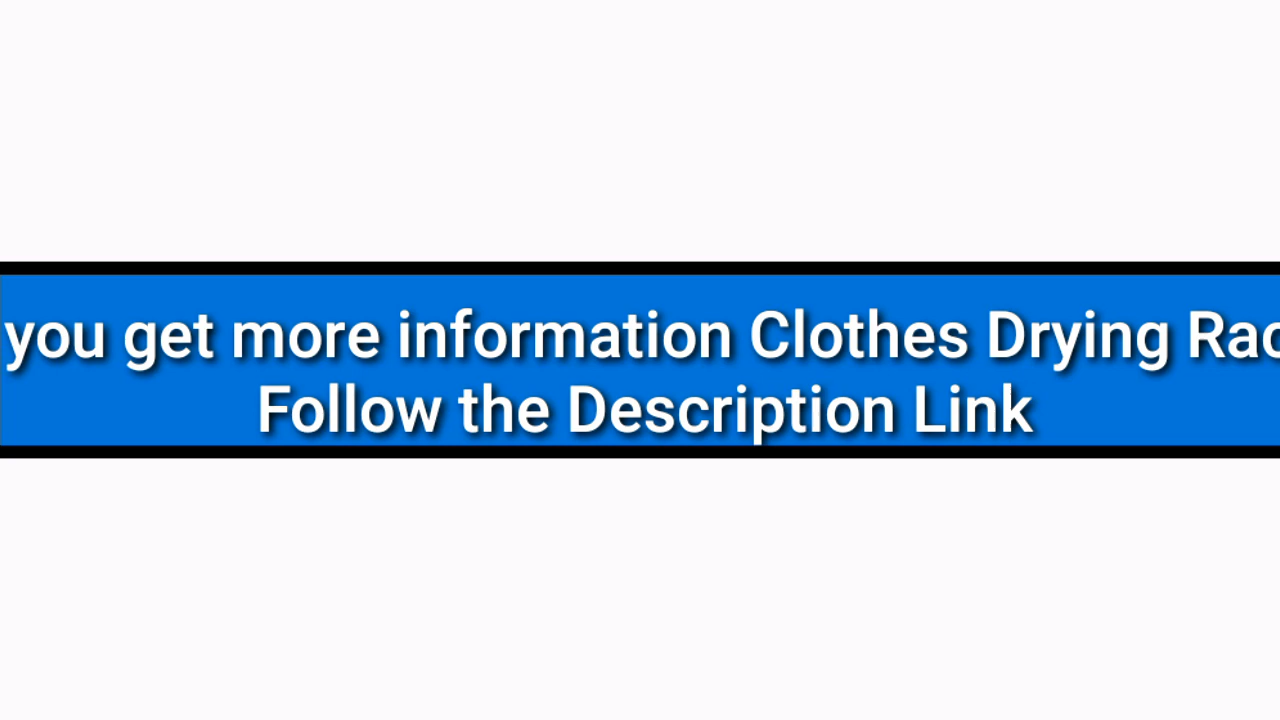 you get more information Clothes Drying Rac
Follow the Description Link